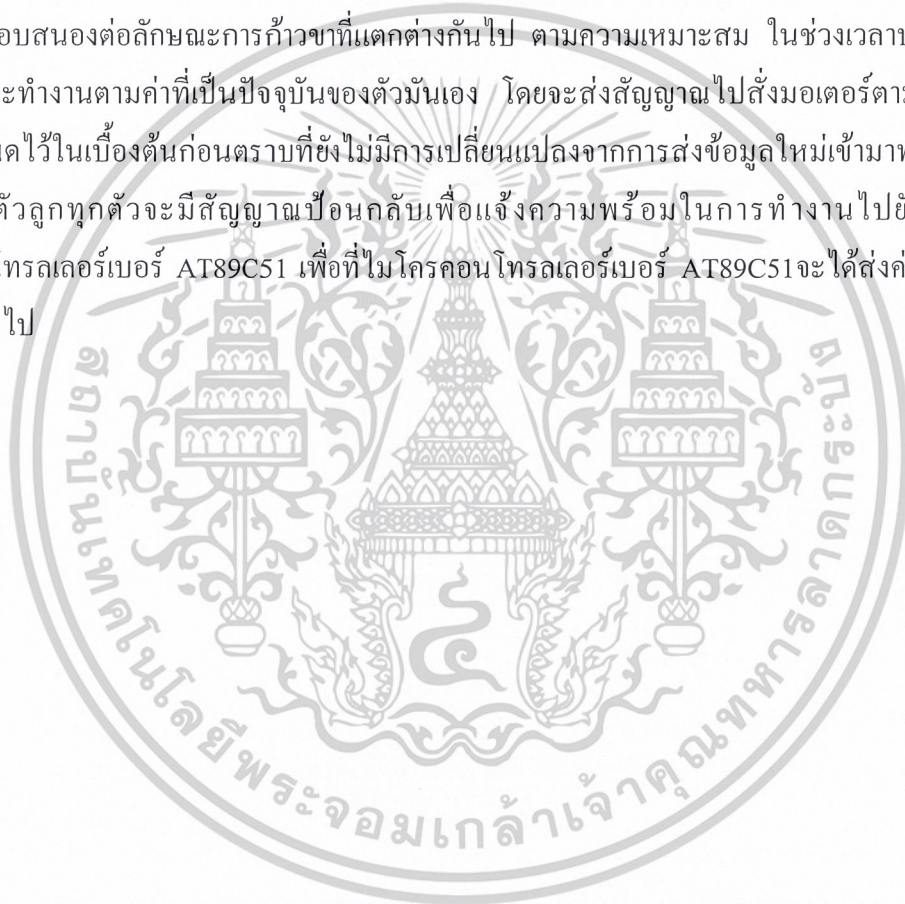 อบสนองต่อลักษณะการก้าวขาที่แตกต่างกันไป ตามความเหมาะสม ในช่วงเวลา
ะทำงานตามค่าที่เป็นปัจจุบันของตัวมันเอง โดยจะส่งสัญญาณไปสั่งมอเตอร์ตาม
ดไว้ในเบื้องต้นก่อนตราบที่ยังไม่มีการเปลี่ยนแปลงจากการส่งข้อมูลใหม่เข้ามา
ตัวลูกทุกตัวจะมีสัญญาณป้อนกลับเพื่อแจ้งความพร้อมในการทำงานไปยั
โทรลเลอร์เบอร์ AT89C51 เพื่อที่ไมโครคอนโทรลเลอร์เบอร์ AT89C51จะได้ส่งค่
ไป
สถาบันเทคโนโลยีพระจอมเกล้าเจ้าคุณทหารลาดกระบัง